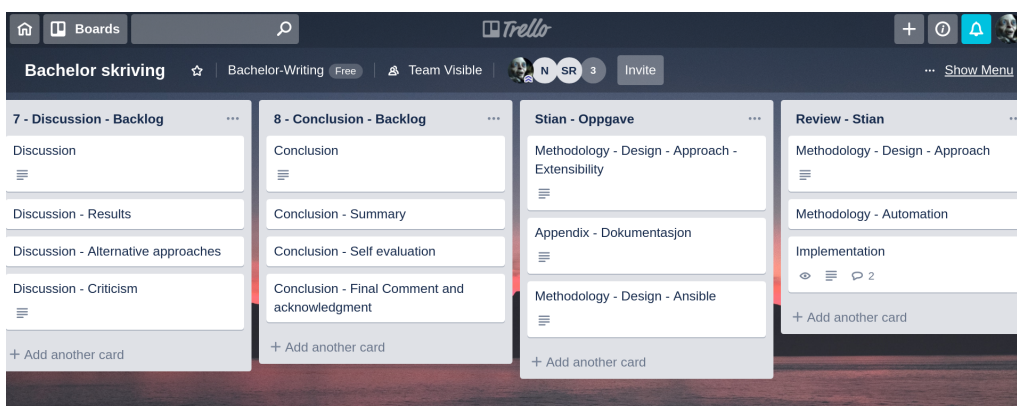 Boards
Trello
Bachelor skriving
Bachelor-Writing Free
Team Visible
N SR 3
Invite
... Show Menu
7 - Discussion - Backlog
Discussion
Discussion - Results
Discussion - Alternative approaches
Discussion - Criticism
+ Add another card
8 - Conclusion - Backlog
Conclusion
Conclusion - Summary
Conclusion - Self evaluation
Conclusion - Final Comment and
acknowledgment
+ Add another card
Stian - Oppgave
Methodology - Design - Approach -
Extensibility
Appendix - Dokumentasjon
Methodology - Design - Ansible
+ Add another card
Review - Stian
Methodology - Design - Approach
Methodology - Automation
Implementation
2
+ Add another card